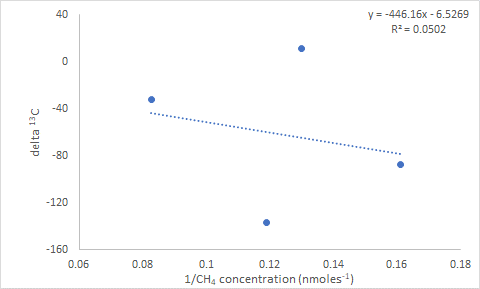 y = -446.16x - 6.5269
R² = 0.0502
40
0
-40
-80
-120
-160
delta ¹³C
0.06 0.08 0.1 0.12 0.14 0.16 0.18
1/CH₄ concentration (nmoles⁻¹)